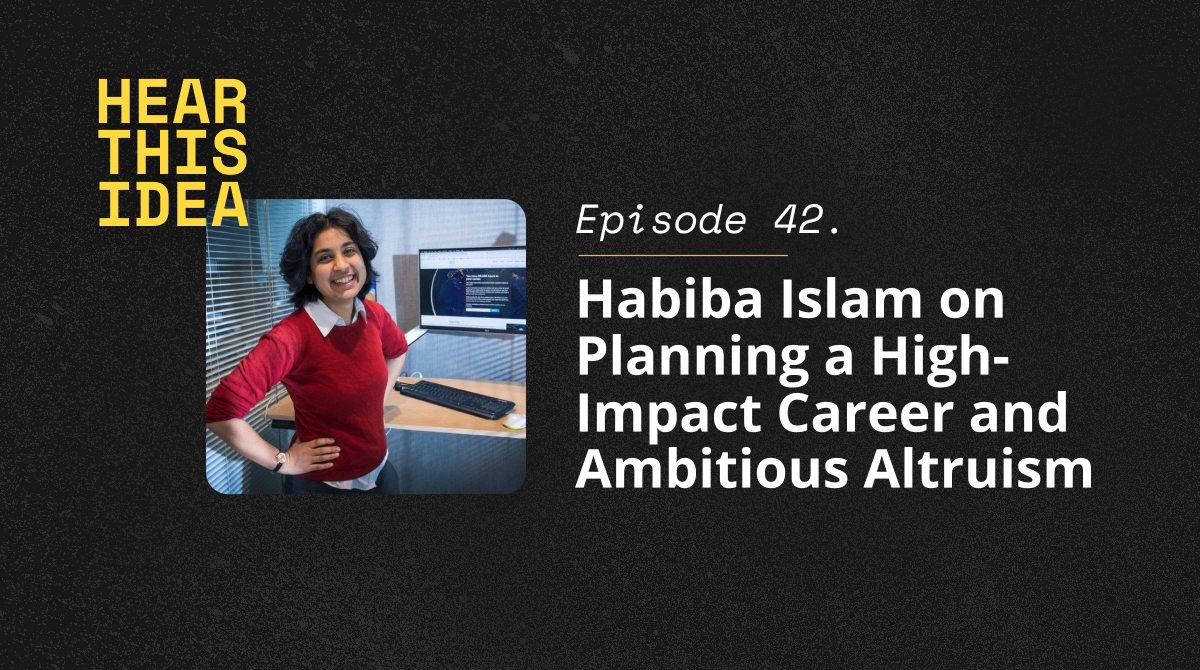 HEAR
THIS
IDEA
Episode 42.
Habiba Islam on
Planning a High-
Impact Career and
Ambitious Altruism